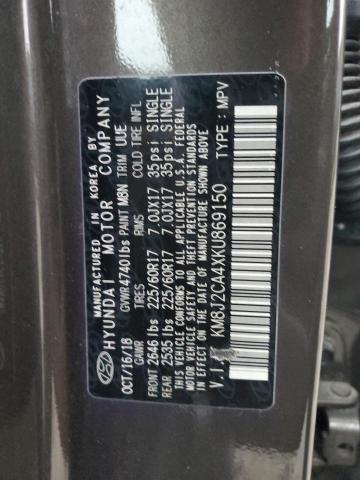 MANUFACTURED IN KOREA BY
HYUNDAI MOTOR COMPANY
OCT/16/18 GVWR 4740lbs PAINT M8N TRIM UUE
GAWR TIRES RIMS COLD TIRE INFL
FRONT 2646 lbs 225/60R17 7.0JX17 35psi SINGLE
REAR 2535 lbs 225/60R17 7.0JX17 35psi SINGLE
THIS VEHICLE CONFORMS TO ALL APPLICABLE U.S.A. FEDERAL
MOTOR VEHICLE SAFETY, BUMPER, AND THEFT PREVENTION STANDARDS
IN EFFECT ON THE DATE OF MANUFACTURE SHOWN ABOVE
V.I. KM8J2CA4XKU869150 TYPE : MPV